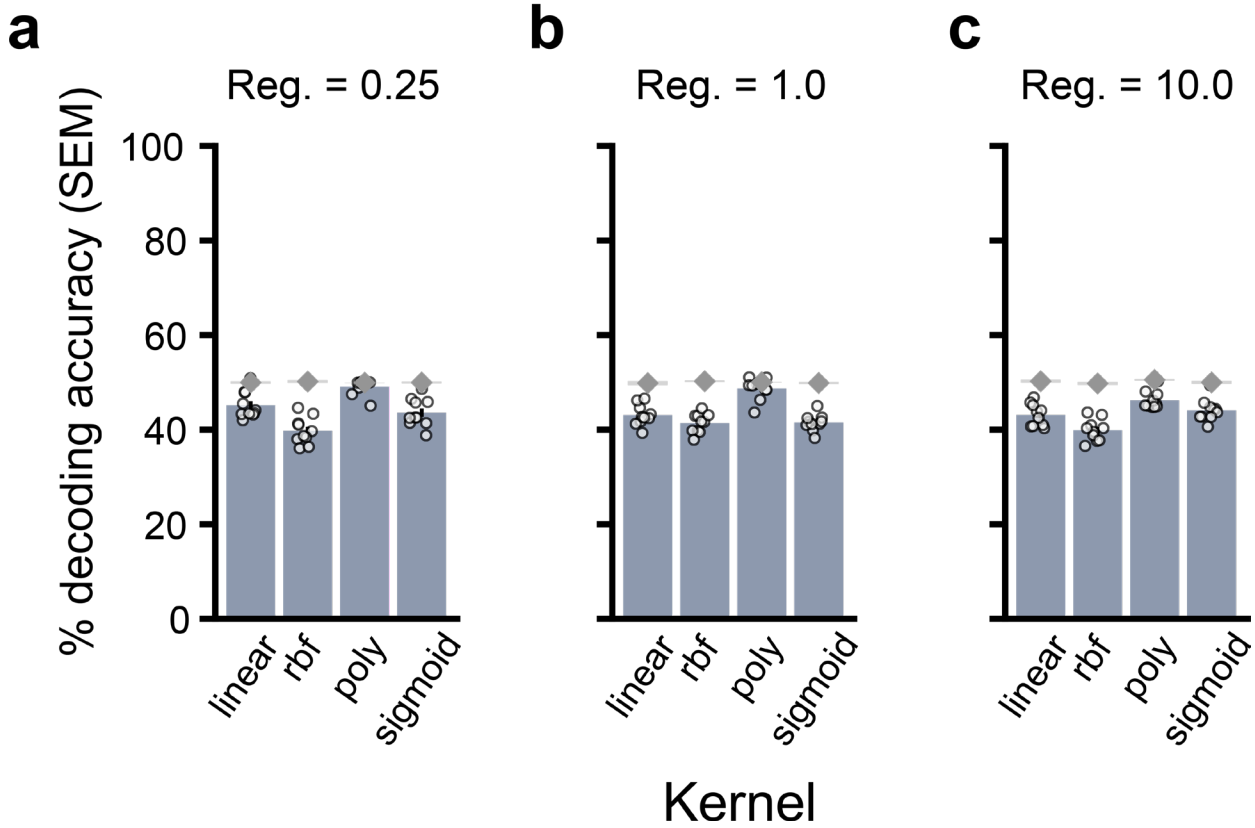 a
b
c
Reg. = 0.25
Reg. = 1.0
Reg. = 10.0
% decoding accuracy (SEM)
100
80
60
40
20
0
linear
rbf
poly
sigmoid
linear
rbf
poly
sigmoid
linear
rbf
poly
sigmoid
Kernel